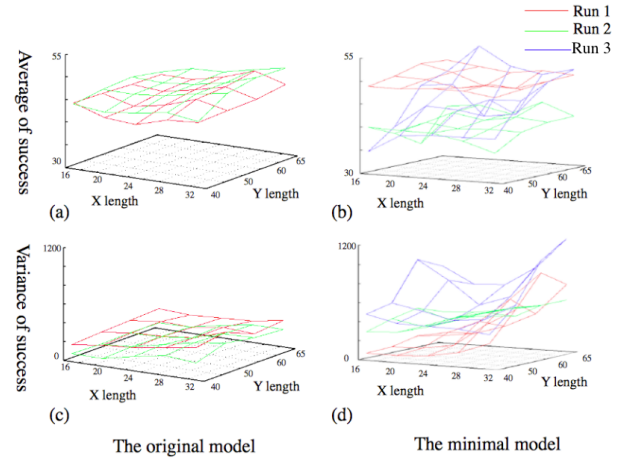 Run 1
Run 2
Run 3
Average of success
55
30
16
20
24
28
32
40
50
60
65
X length
Y length
(a)
55
30
16
20
24
28
32
40
50
60
65
X length
Y length
(b)
Variance of success
1200
0
16
20
24
28
32
40
50
60
65
X length
Y length
(c)
1200
0
16
20
24
28
32
40
50
60
65
X length
Y length
(d)
The original model
The minimal model